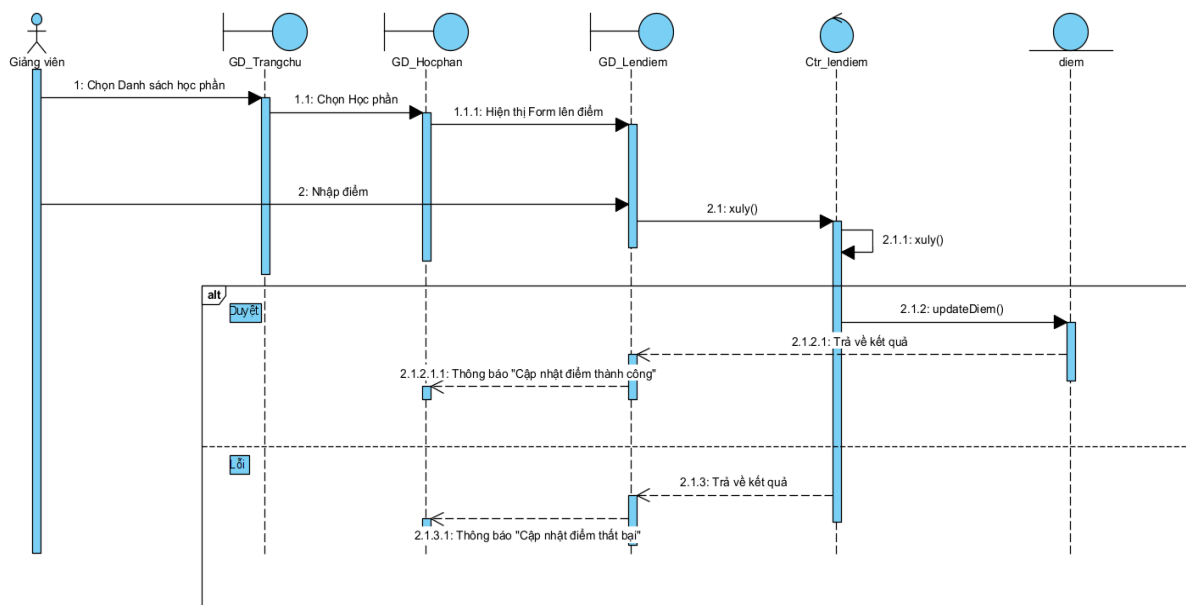 Giảng viên
GD_Trangchu
GD_Hocphan
GD_Lendiem
Ctr_lendiem
diem
1: Chọn Danh sách học phần
1.1: Chọn Học phần
1.1.1: Hiện thị Form lên điểm
2: Nhập điểm
2.1: xuly()
2.1.1: xuly()
alt
Duyệt
2.1.2: updateDiem()
2.1.2.1: Trả về kết quả
2.1.2.1.1: Thông báo "Cập nhật điểm thành công"
Lỗi
2.1.3: Trả về kết quả
2.1.3.1: Thông báo "Cập nhật điểm thất bại"